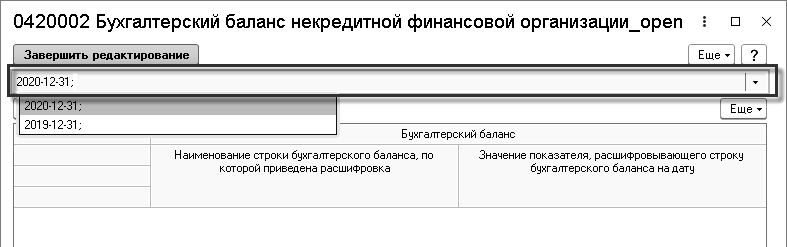 0420002 Бухгалтерский баланс некредитной финансовой организации_open
Завершить редактирование
Еще
?
2020-12-31;
2020-12-31;
2019-12-31;
Еще
Бухгалтерский баланс
Наименование строки бухгалтерского баланса, по
которой приведена расшифровка
Значение показателя, расшифровывающего строку
бухгалтерского баланса на дату